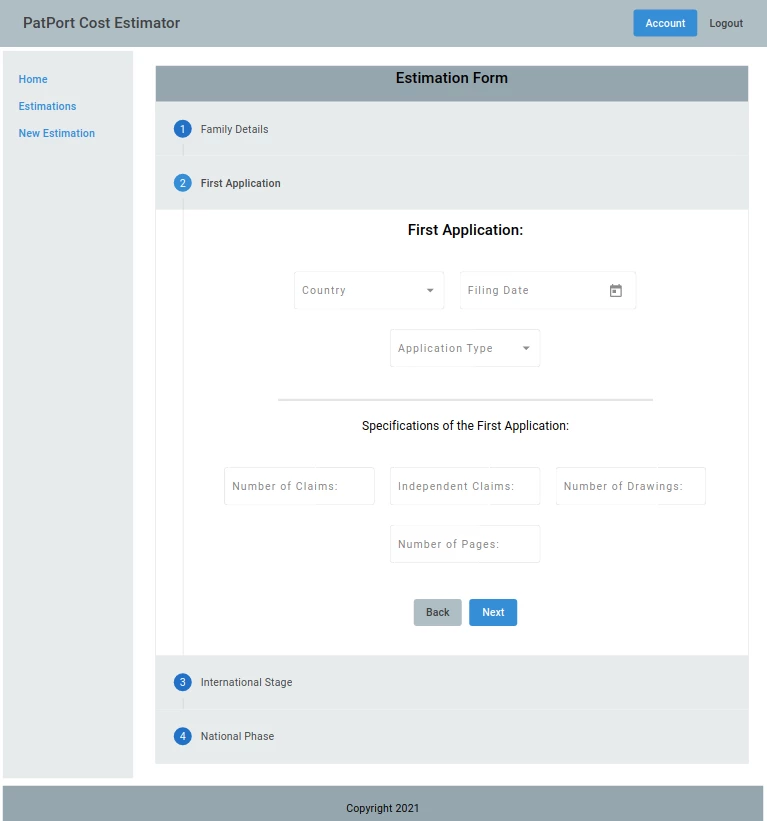 PatPort Cost Estimator
Account
Logout
Home
Estimations
New Estimation
Estimation Form
1 Family Details
2 First Application
First Application:
Country
Filing Date
Application Type
Specifications of the First Application:
Number of Claims:
Independent Claims:
Number of Drawings:
Number of Pages:
Back
Next
3 International Stage
4 National Phase
Copyright 2021